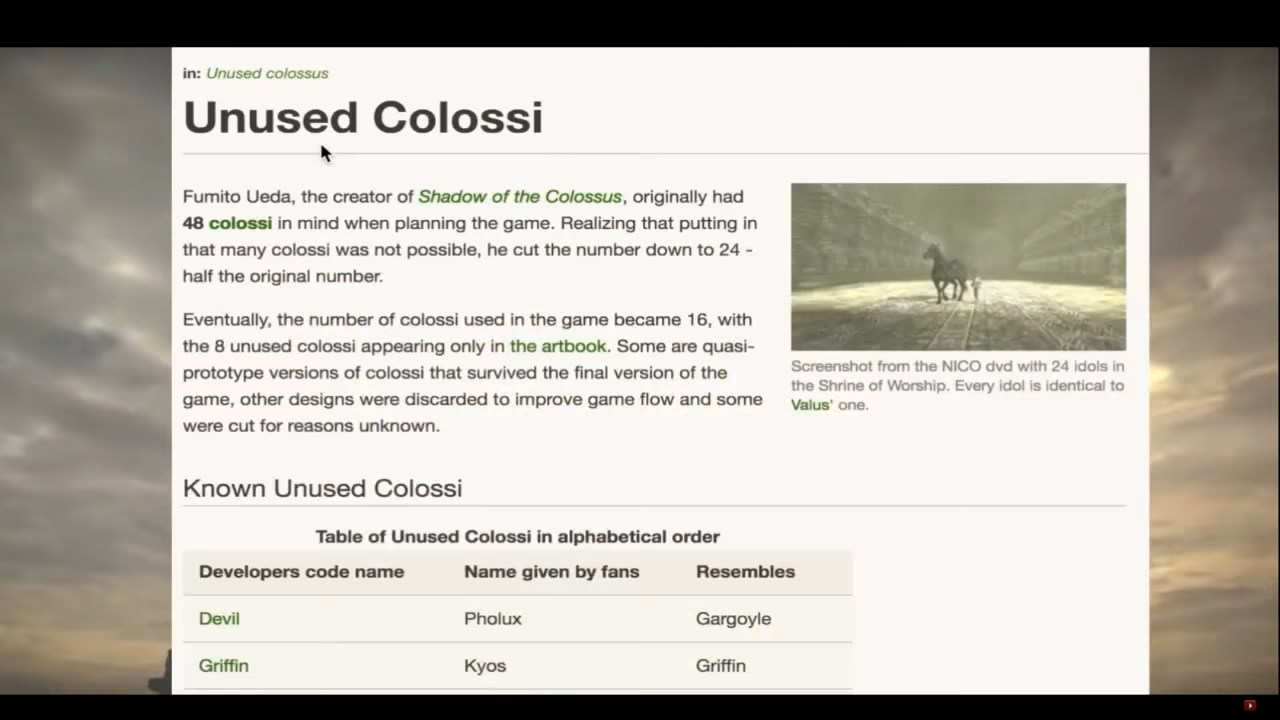 in: Unused colossus
Unused Colossi
Fumito Ueda, the creator of Shadow of the Colossus, originally had
48 colossi in mind when planning the game. Realizing that putting in
that many colossi was not possible, he cut the number down to 24 -
half the original number.
Eventually, the number of colossi used in the game became 16, with
the 8 unused colossi appearing only in the artbook. Some are quasi-
prototype versions of colossi that survived the final version of the
game, other designs were discarded to improve game flow and some
were cut for reasons unknown.
Screenshot from the NICO dvd with 24 idols in
the Shrine of Worship. Every idol is identical to
Valus' one.
Known Unused Colossi
Table of Unused Colossi in alphabetical order
Developers code name Name given by fans Resembles
Devil Pholux Gargoyle
Griffin Kyos Griffin